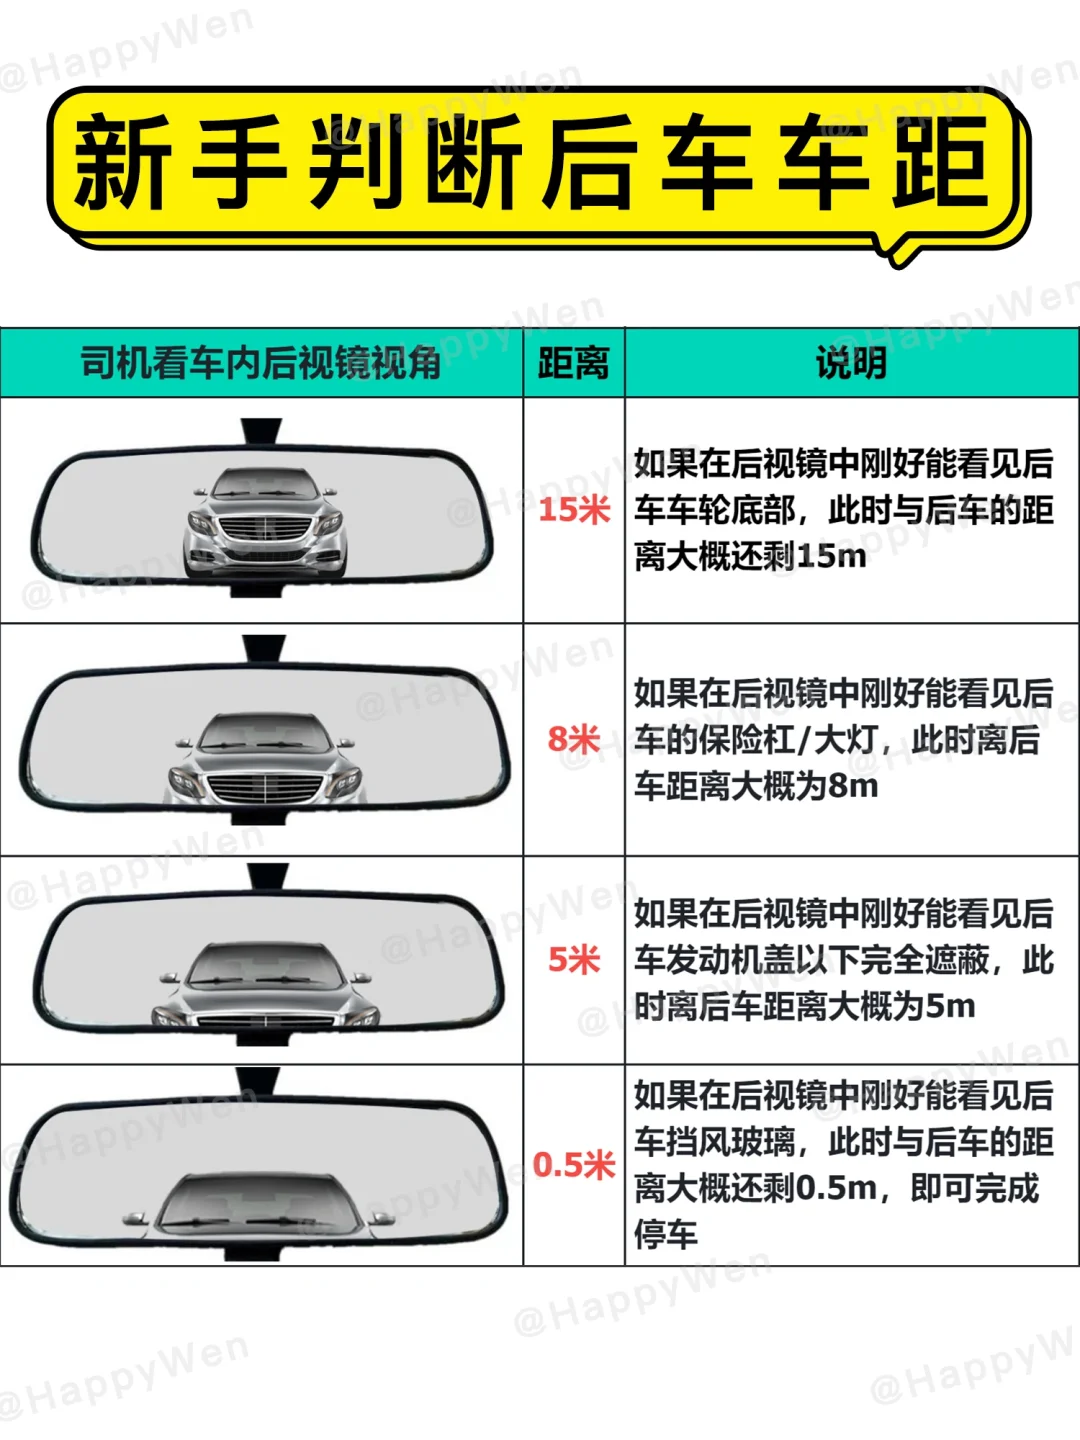 新手判断后车车距
司机看车内后视镜视角
距离
说明
15米
如果在后视镜中刚好能看见后
车车轮底部，此时与后车的距
离大概还剩15m
8米
如果在后视镜中刚好能看见后
车的保险杠/大灯，此时离后
车距离大概为8m
5米
如果在后视镜中刚好能看见后
车发动机盖以下完全遮蔽，此
时离后车距离大概为5m
0.5米
如果在后视镜中刚好能看见后
车挡风玻璃，此时与后车的距
离大概还剩0.5m，即可完成
停车
@HappyWen